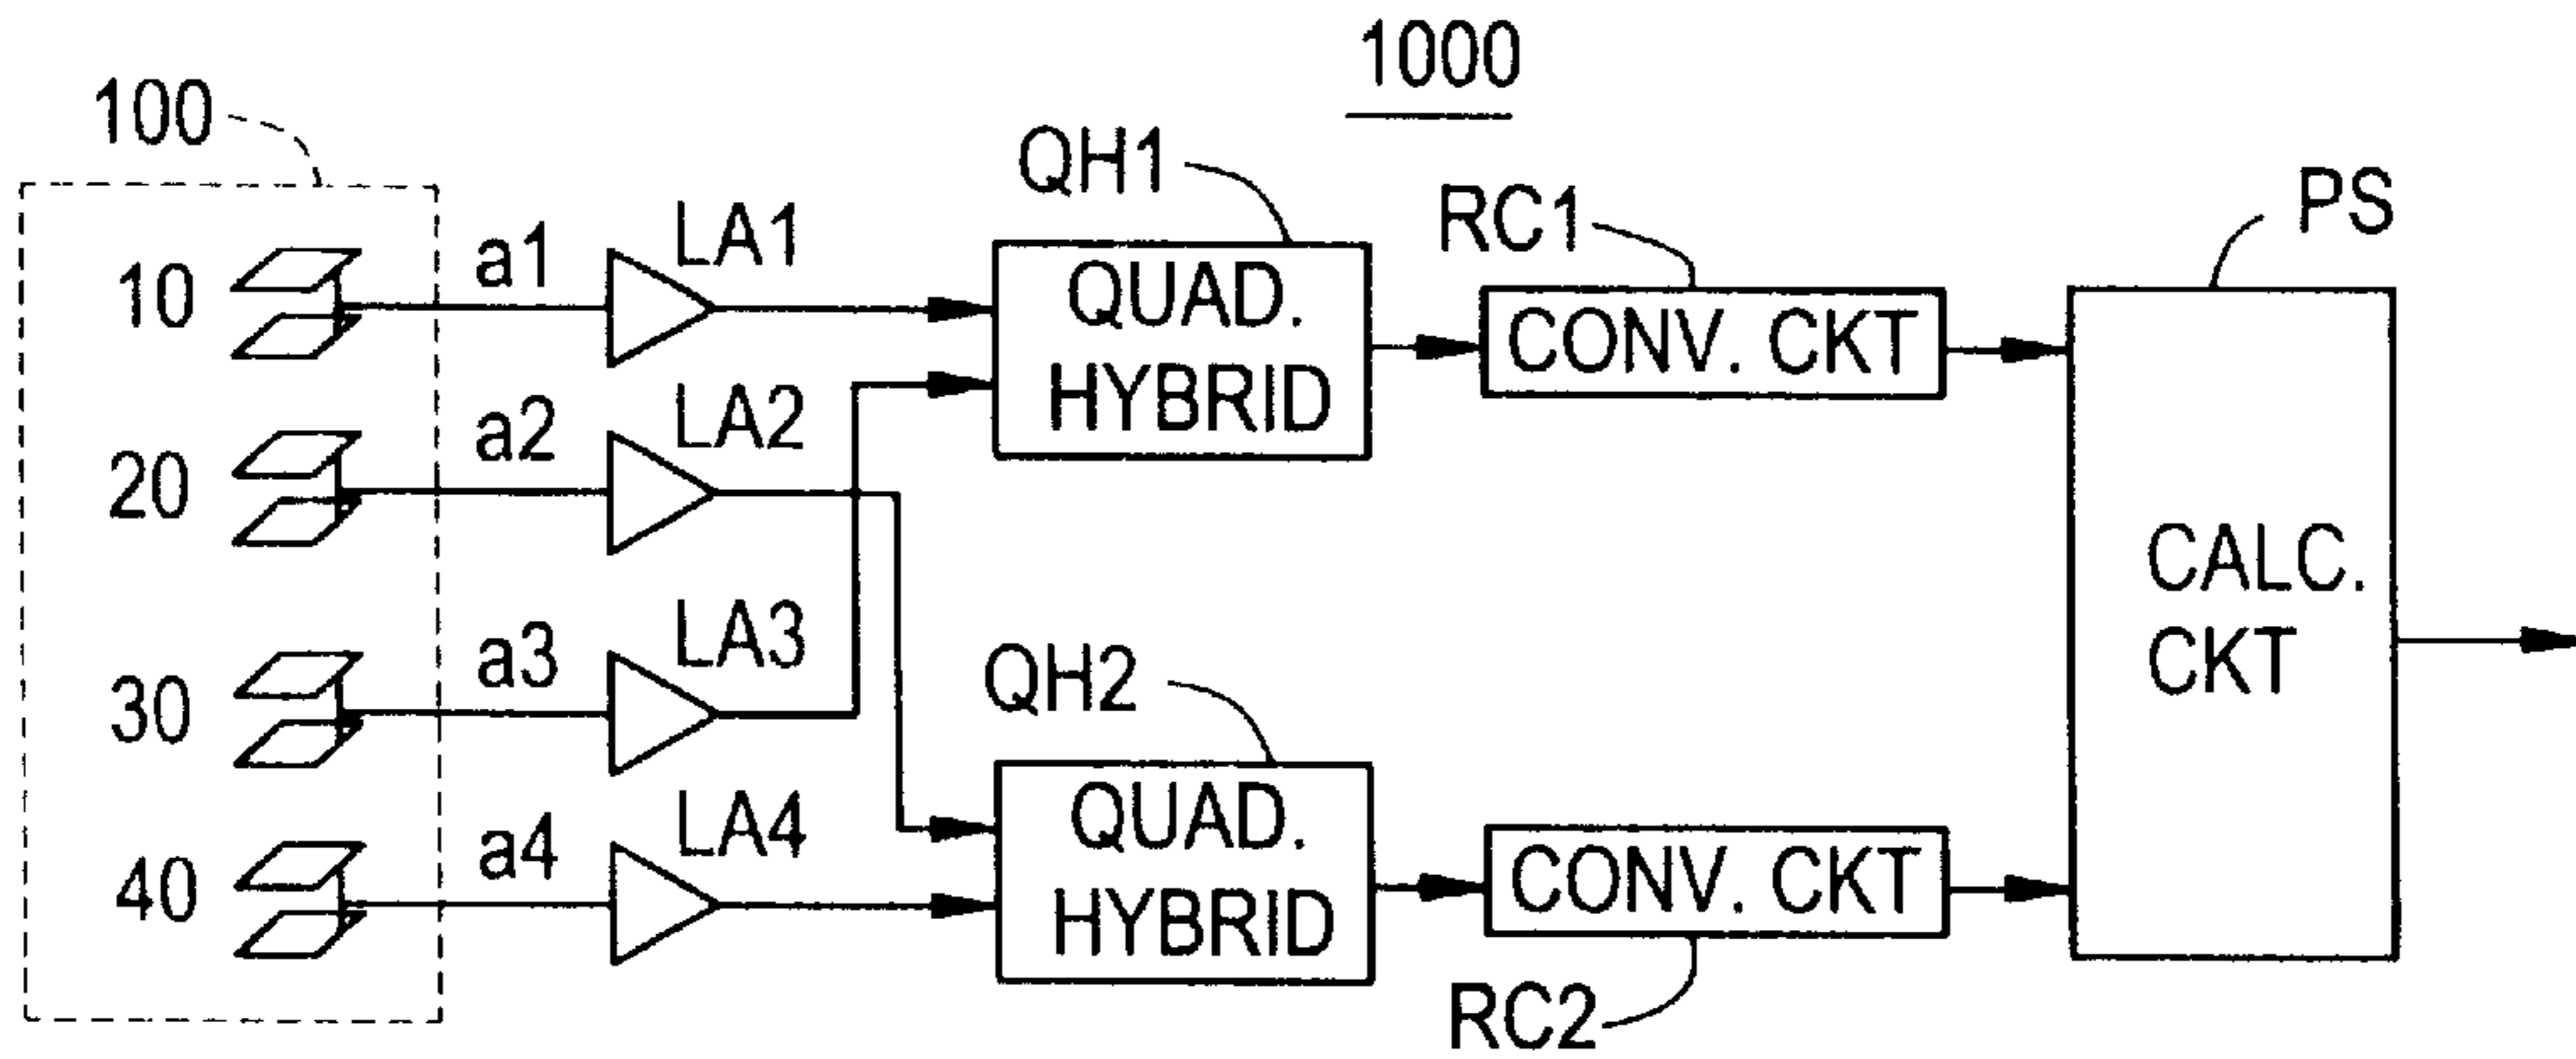 1000
100
QH1
PS
RC1
10
a1
LA1
QUAD.
HYBRID
CONV. CKT
20
a2
LA2
CALC.
CKT
30
a3
LA3
QH2
40
a4
LA4
QUAD.
HYBRID
CONV. CKT
RC2